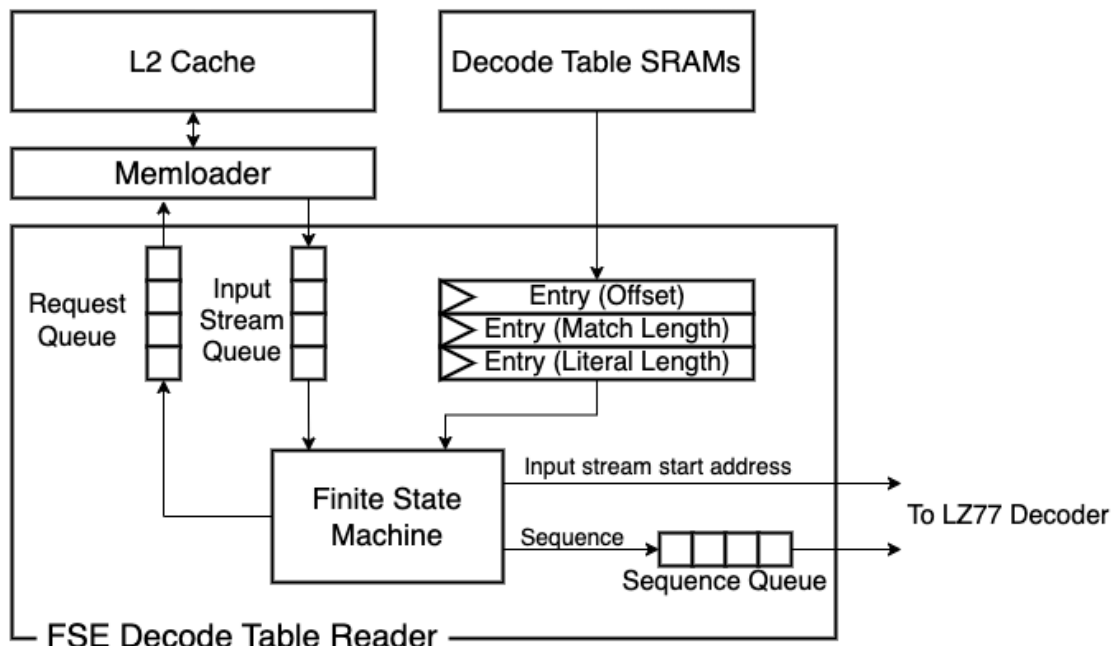 L2 Cache
Decode Table SRAMs
Memloader
Request
Queue
Input
Stream
Queue
Entry (Offset)
Entry (Match Length)
Entry (Literal Length)
Finite State
Machine
Input stream start address
To LZ77 Decoder
Sequence
Sequence Queue
FSE Decode Table Reader